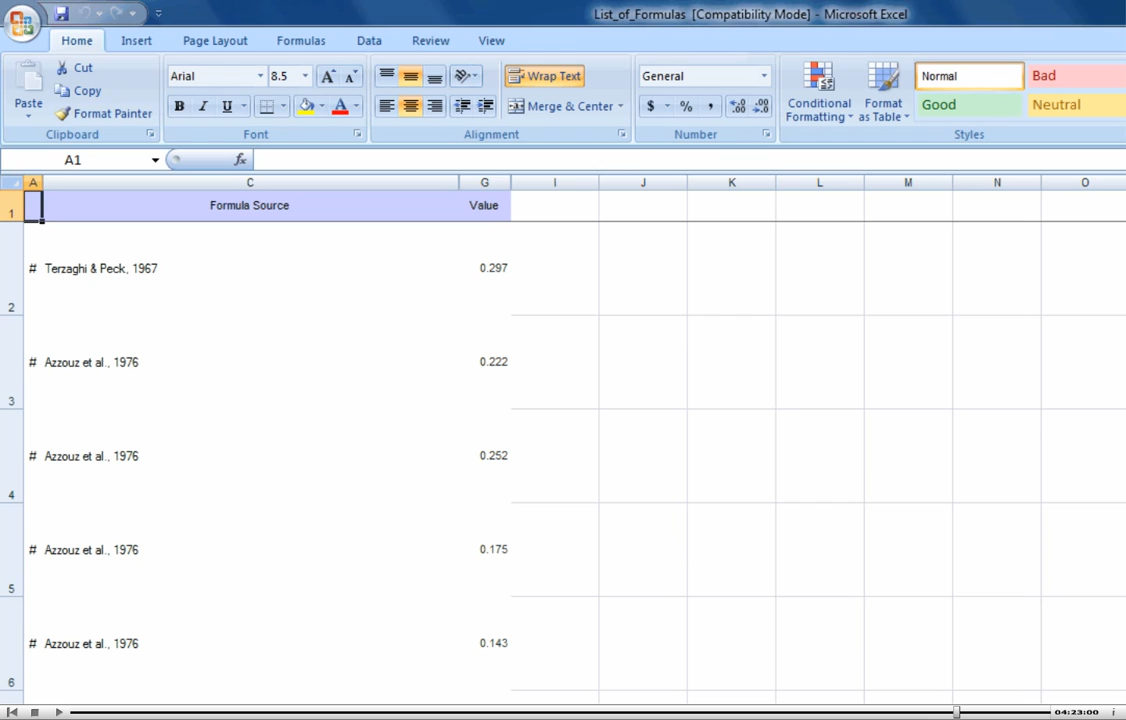 List_of_Formulas [Compatibility Mode] - Microsoft Excel
Home Insert Page Layout Formulas Data Review View
Paste
Cut
Copy
Format Painter
Clipboard
Arial 8.5
B I U
Font
Wrap Text
Merge & Center
Alignment
General
$ % ,
Number
Conditional Formatting
Format as Table
Normal Bad
Good Neutral
Styles
A1 fx
A C G I J K L M N O
1 Formula Source Value
2 # Terzaghi & Peck, 1967 0.297
3 # Azzouz et al., 1976 0.222
4 # Azzouz et al., 1976 0.252
5 # Azzouz et al., 1976 0.175
6 # Azzouz et al., 1976 0.143
04:23:00 i